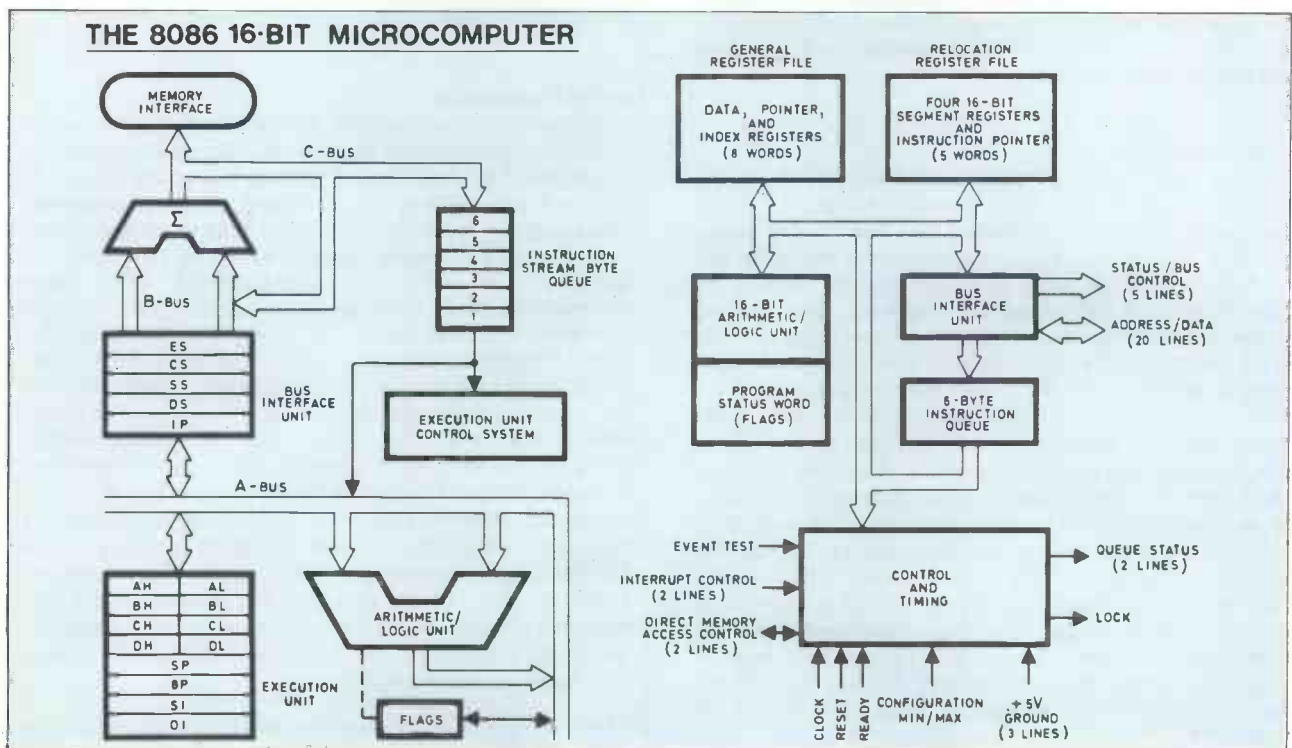 THE 8086 16-BIT MICROCOMPUTER
MEMORY
INTERFACE
C-BUS
Σ
B-BUS
6
5
4
3
2
1
INSTRUCTION
STREAM BYTE
QUEUE
ES
CS
SS
DS
IP
BUS
INTERFACE
UNIT
EXECUTION UNIT
CONTROL SYSTEM
A-BUS
AH AL
BH BL
CH CL
DH DL
SP
BP
SI
DI
EXECUTION
UNIT
ARITHMETIC/
LOGIC UNIT
FLAGS
GENERAL
REGISTER FILE
DATA, POINTER,
AND
INDEX REGISTERS
(8 WORDS)
RELOCATION
REGISTER FILE
FOUR 16-BIT
SEGMENT REGISTERS
AND
INSTRUCTION POINTER
(5 WORDS)
16-BIT
ARITHMETIC/
LOGIC UNIT
PROGRAM
STATUS WORD
(FLAGS)
BUS
INTERFACE
UNIT
STATUS/BUS
CONTROL
(5 LINES)
ADDRESS/DATA
(20 LINES)
6-BYTE
INSTRUCTION
QUEUE
EVENT TEST
INTERRUPT CONTROL
(2 LINES)
DIRECT MEMORY
ACCESS CONTROL
(2 LINES)
CONTROL
AND
TIMING
QUEUE STATUS
(2 LINES)
LOCK
CLOCK
RESET
READY
CONFIGURATION
MIN/MAX
+5V
GROUND
(3 LINES)